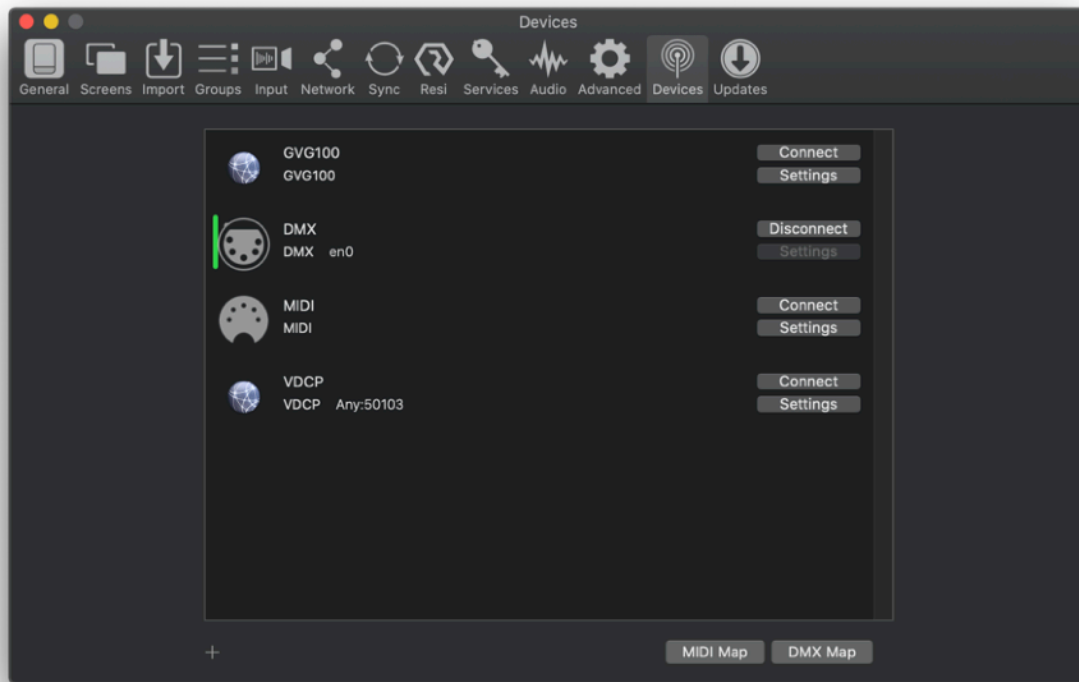 Devices
General Screens Import Groups Input Network Sync Resi Services Audio Advanced Devices Updates
GVG100 Connect
GVG100 Settings
DMX Disconnect
DMX en0 Settings
MIDI Connect
MIDI Settings
VDCP Connect
VDCP Any:50103 Settings
+ MIDI Map DMX Map